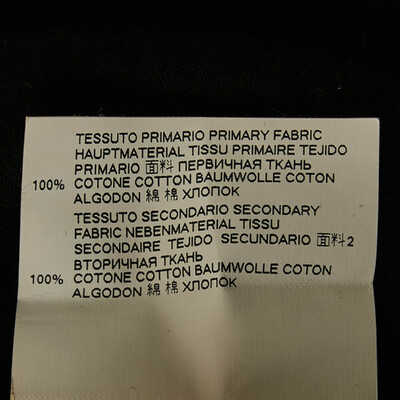 TESSUTO PRIMARIO PRIMARY FABRIC
HAUPTMATERIAL TISSU PRIMAIRE TEJIDO
PRIMARIO 面料 ПЕРВИЧНАЯ ТКАНЬ
100% COTONE COTTON BAUMWOLLE COTON
ALGODON 綿 棉 ХЛОПОК
TESSUTO SECONDARIO SECONDARY
FABRIC NEBENMATERIAL TISSU
SECONDAIRE TEJIDO SECUNDARIO 面料2
ВТОРИЧНАЯ ТКАНЬ
100% COTONE COTTON BAUMWOLLE COTON
ALGODON 綿 棉 ХЛОПОК